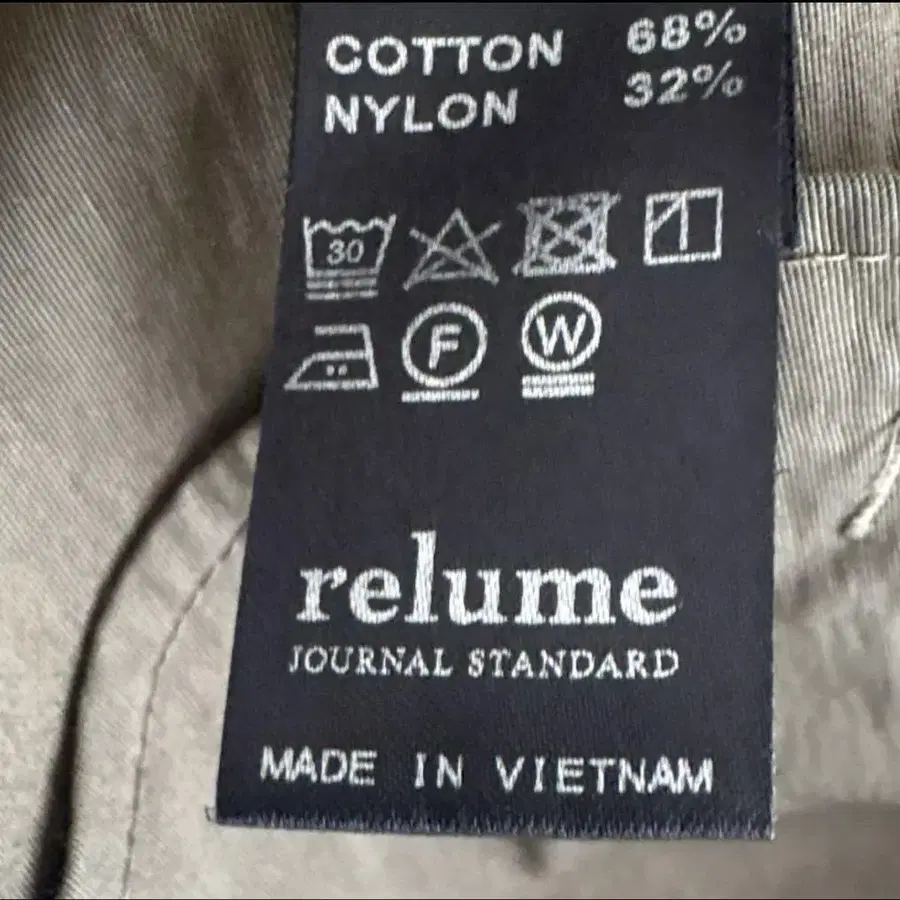 COTTON 68%
NYLON 32%
30
F W
relume
JOURNAL STANDARD
MADE IN VIETNAM